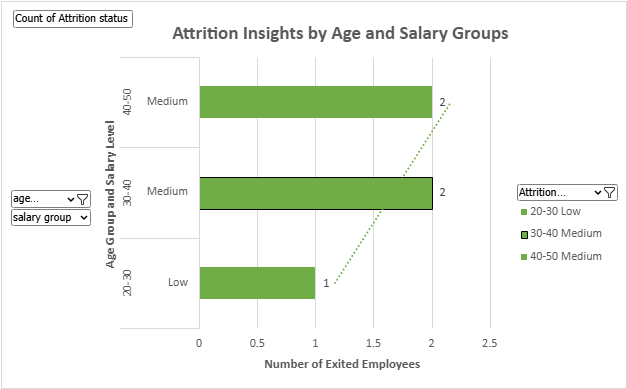 Count of Attrition status
Attrition Insights by Age and Salary Groups
Age Group and Salary Level
40-50
Medium
2
30-40
Medium
2
20-30
Low
1
0
0.5
1
1.5
2
2.5
Number of Exited Employees
age...
salary group
Attrition...
20-30 Low
30-40 Medium
40-50 Medium